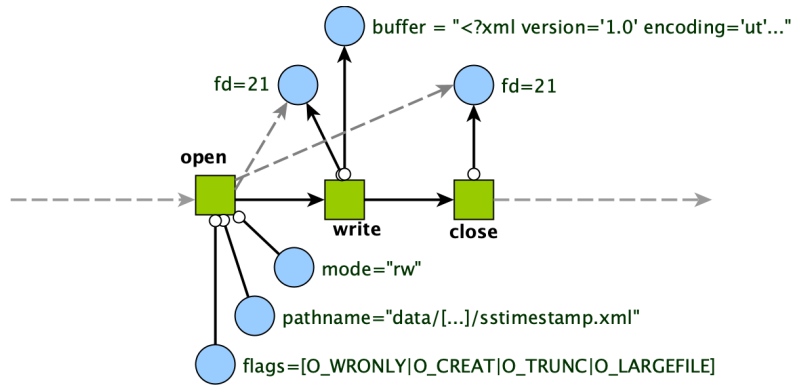 buffer = "<?xml version='1.0' encoding='ut'..."
fd=21
fd=21
open
write
close
mode="rw"
pathname="data/[...]/sstimestamp.xml"
flags=[O_WRONLY|O_CREAT|O_TRUNC|O_LARGEFILE]